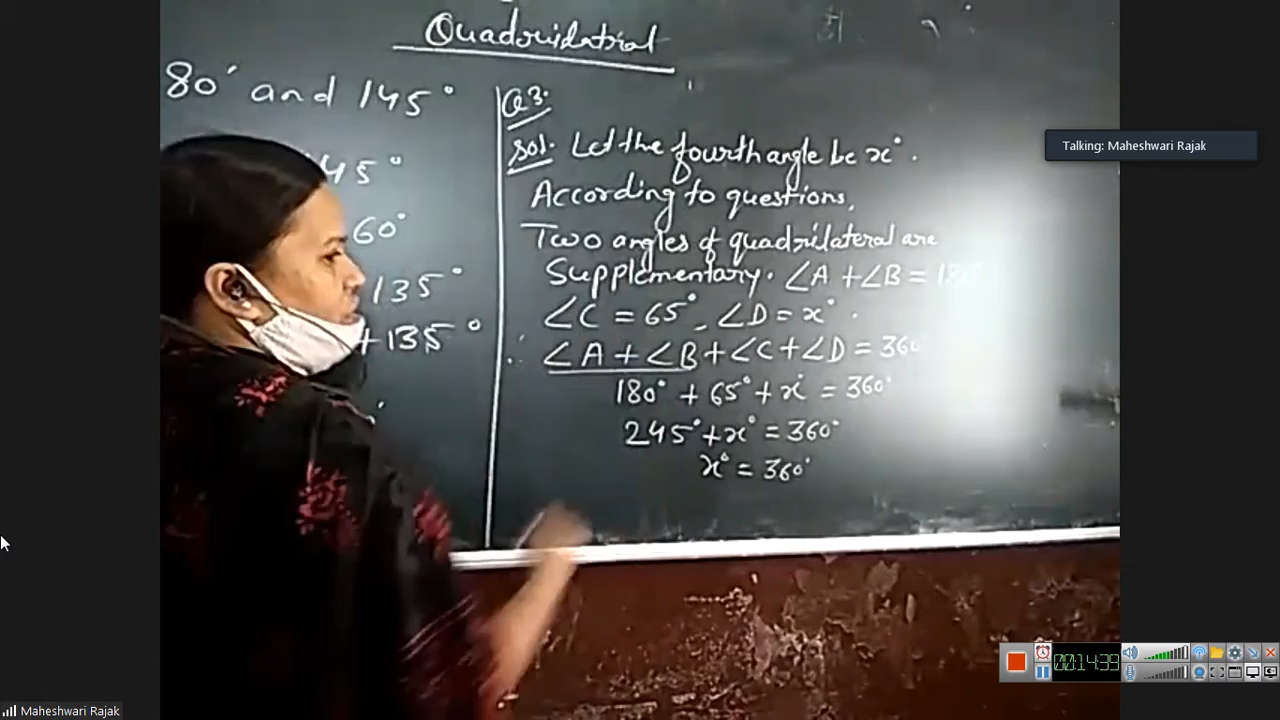 Quadrilatral
80° and 145°
45°
60°
135°
+135°
Q3.
Sol. Let the fourth angle be x°.
According to questions,
Two angles of quadrilateral are
Supplementary. ∠A + ∠B = 18
∠C = 65°, ∠D = x°.
∴ ∠A + ∠B + ∠C + ∠D = 360
180° + 65° + x° = 360°
245° + x° = 360°
x° = 360°
Talking: Maheshwari Rajak
00:14:39
Maheshwari Rajak